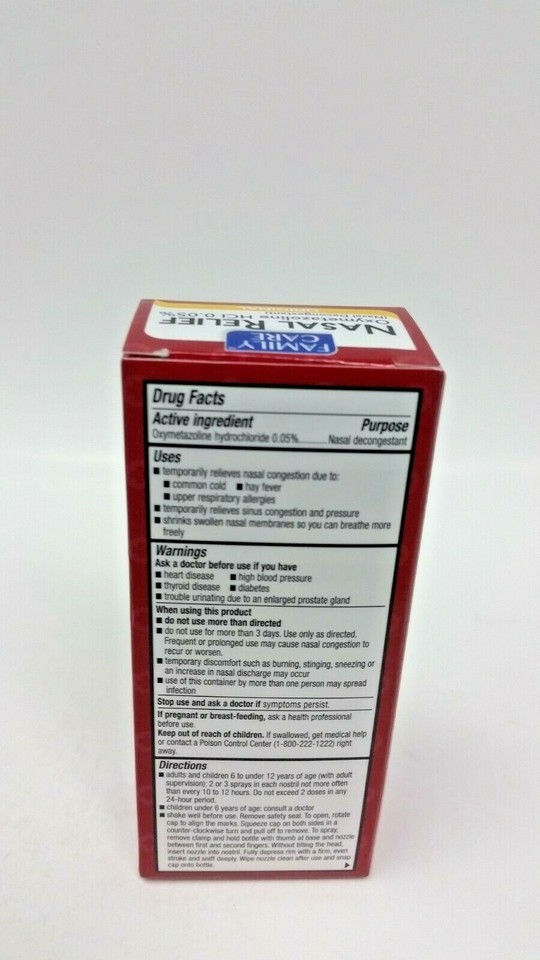 FAMILY
CARE™
NASAL RELIEF
Oxymetazoline HCl 0.05%
(Nasal Decongestant)
Drug Facts
Active ingredient Purpose
Oxymetazoline hydrochloride 0.05%..........Nasal decongestant
Uses
■ temporarily relieves nasal congestion due to:
■ common cold ■ hay fever
■ upper respiratory allergies
■ temporarily relieves sinus congestion and pressure
■ shrinks swollen nasal membranes so you can breathe more
freely
Warnings
Ask a doctor before use if you have
■ heart disease ■ high blood pressure
■ thyroid disease ■ diabetes
■ trouble urinating due to an enlarged prostate gland
When using this product
■ do not use more than directed
■ do not use for more than 3 days. Use only as directed.
Frequent or prolonged use may cause nasal congestion to
recur or worsen.
■ temporary discomfort such as burning, stinging, sneezing or
an increase in nasal discharge may occur
■ use of this container by more than one person may spread
infection
Stop use and ask a doctor if symptoms persist.
If pregnant or breast-feeding, ask a health professional
before use.
Keep out of reach of children. If swallowed, get medical help
or contact a Poison Control Center (1-800-222-1222) right
away.
Directions
■ adults and children 6 to under 12 years of age (with adult
supervision): 2 or 3 sprays in each nostril not more often
than every 10 to 12 hours. Do not exceed 2 doses in any
24-hour period.
■ children under 6 years of age: consult a doctor
■ shake well before use. Remove safety seal. To open, rotate
cap to align the marks. Squeeze cap on both sides in a
counter-clockwise turn and pull off to remove. To spray,
remove clamp and hold bottle with thumb at base and nozzle
between first and second fingers. Without tilting the head,
insert nozzle into nostril. Fully depress rim with a firm, even
stroke and sniff deeply. Wipe nozzle clean after use and snap
cap onto bottle.